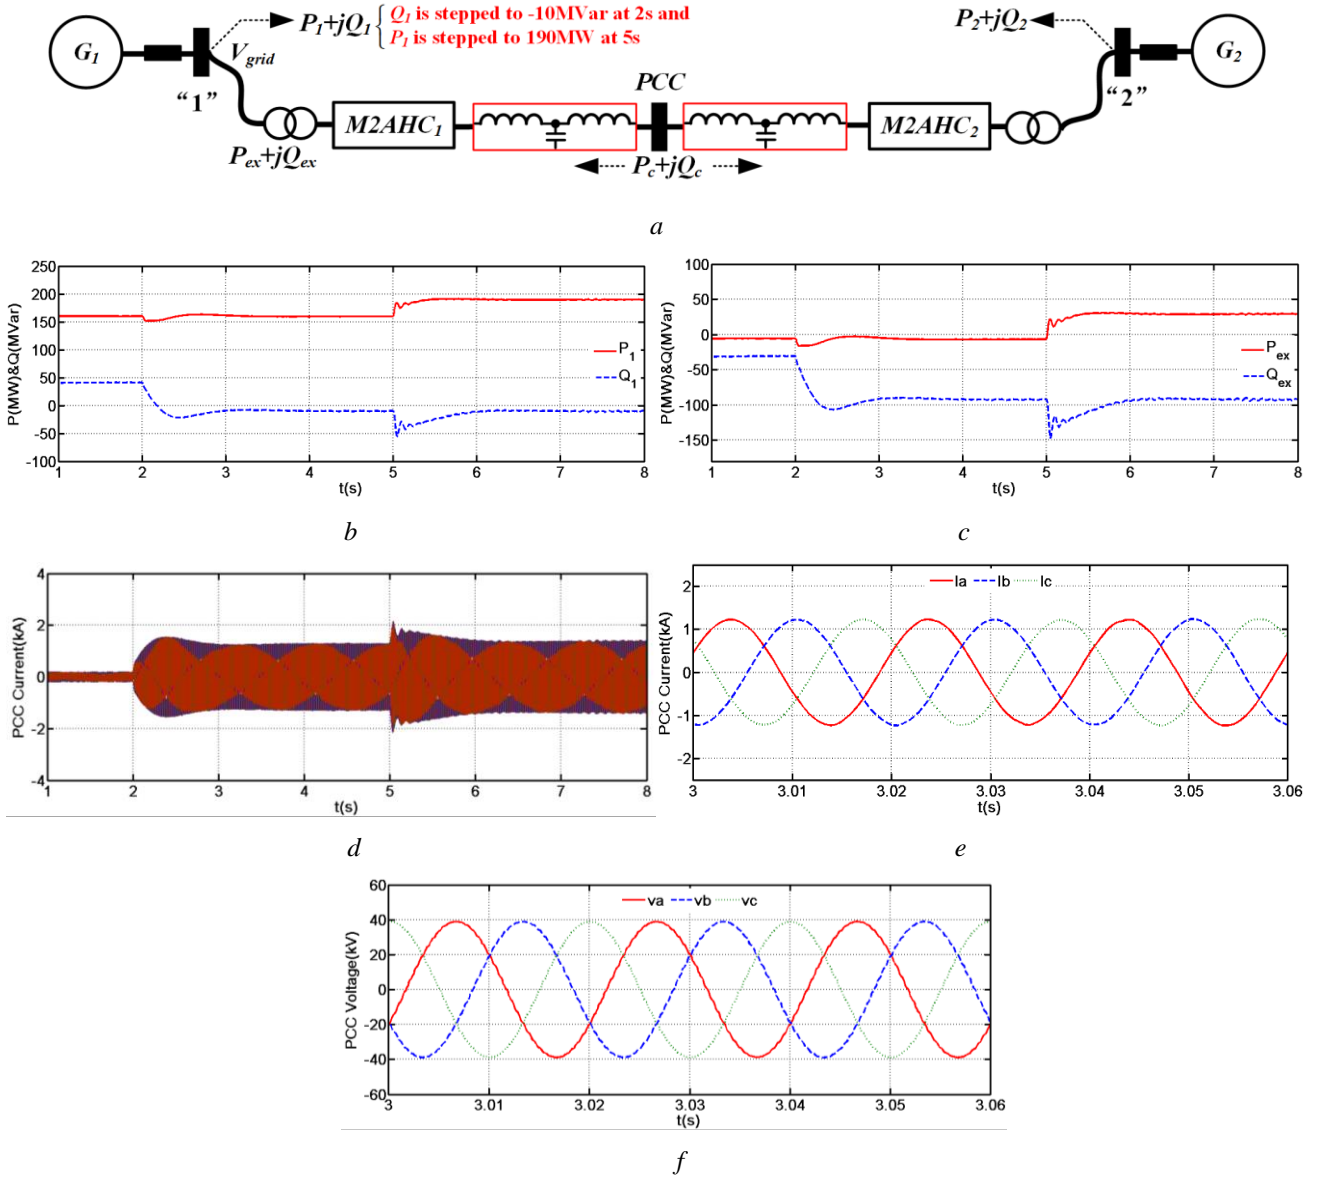 G1
P1+jQ1
Q1 is stepped to -10MVar at 2s and
P1 is stepped to 190MW at 5s
P2+jQ2
G2
Vgrid
"1"
"2"
PCC
M2AHC1
M2AHC2
Pex+jQex
Pc+jQc
a
250
200
150
100
50
0
-50
-100
P(MW)&Q(MVar)
P1
Q1
1 2 3 4 5 6 7 8
t(s)
b
100
50
0
-50
-100
-150
P(MW)&Q(MVar)
Pex
Qex
1 2 3 4 5 6 7 8
t(s)
c
4
2
0
-2
-4
PCC Current(kA)
1 2 3 4 5 6 7 8
t(s)
d
2
1
0
-1
-2
PCC Current(kA)
Ia Ib Ic
3 3.01 3.02 3.03 3.04 3.05 3.06
t(s)
e
60
40
20
0
-20
-40
-60
PCC Voltage(kV)
va vb vc
3 3.01 3.02 3.03 3.04 3.05 3.06
t(s)
f